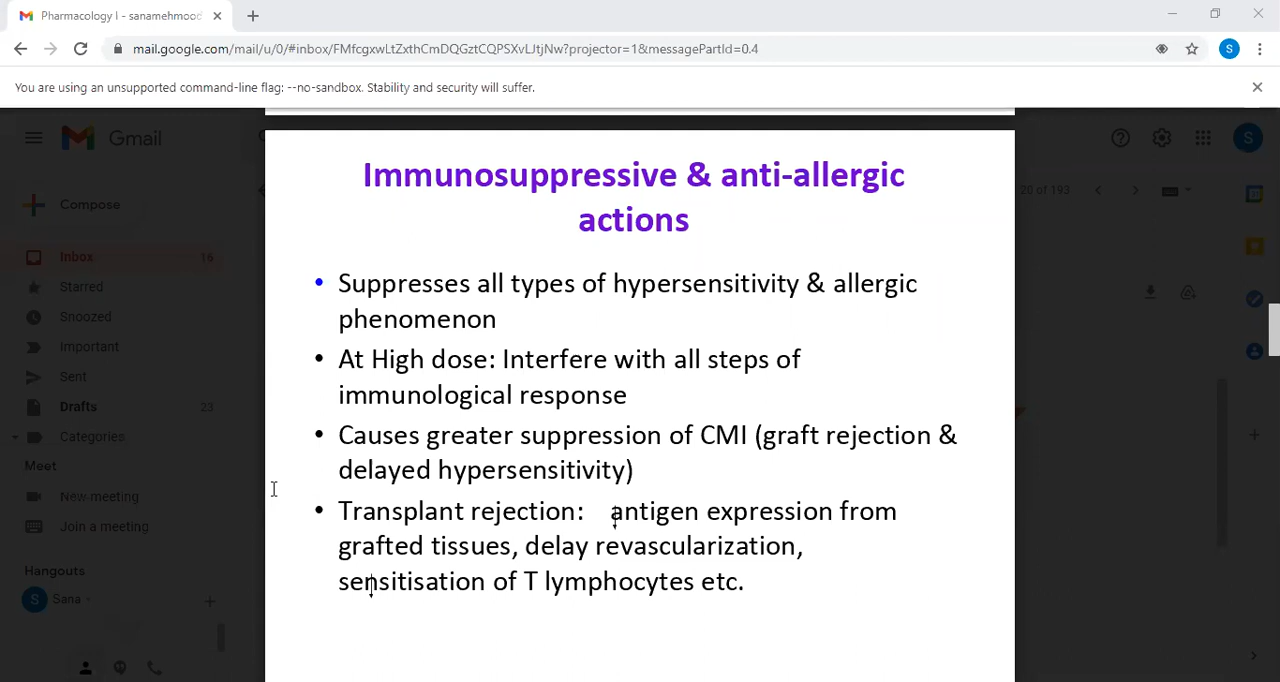 Pharmacology I - sanamehmood
mail.google.com/mail/u/0/#inbox/FMfcgxwLtZxthCmDQGztCQPSXvLJtjNw?projector=1&messagePartId=0.4
S
You are using an unsupported command-line flag: --no-sandbox. Stability and security will suffer.
Gmail
S
Compose
20 of 193
Inbox 16
Starred
Snoozed
Important
Sent
Drafts 23
Categories
Meet
New meeting
Join a meeting
Hangouts
S Sana
Immunosuppressive & anti-allergic
actions
• Suppresses all types of hypersensitivity & allergic
phenomenon
• At High dose: Interfere with all steps of
immunological response
• Causes greater suppression of CMI (graft rejection &
delayed hypersensitivity)
• Transplant rejection: ↓ antigen expression from
grafted tissues, delay revascularization,
↓ sensitisation of T lymphocytes etc.